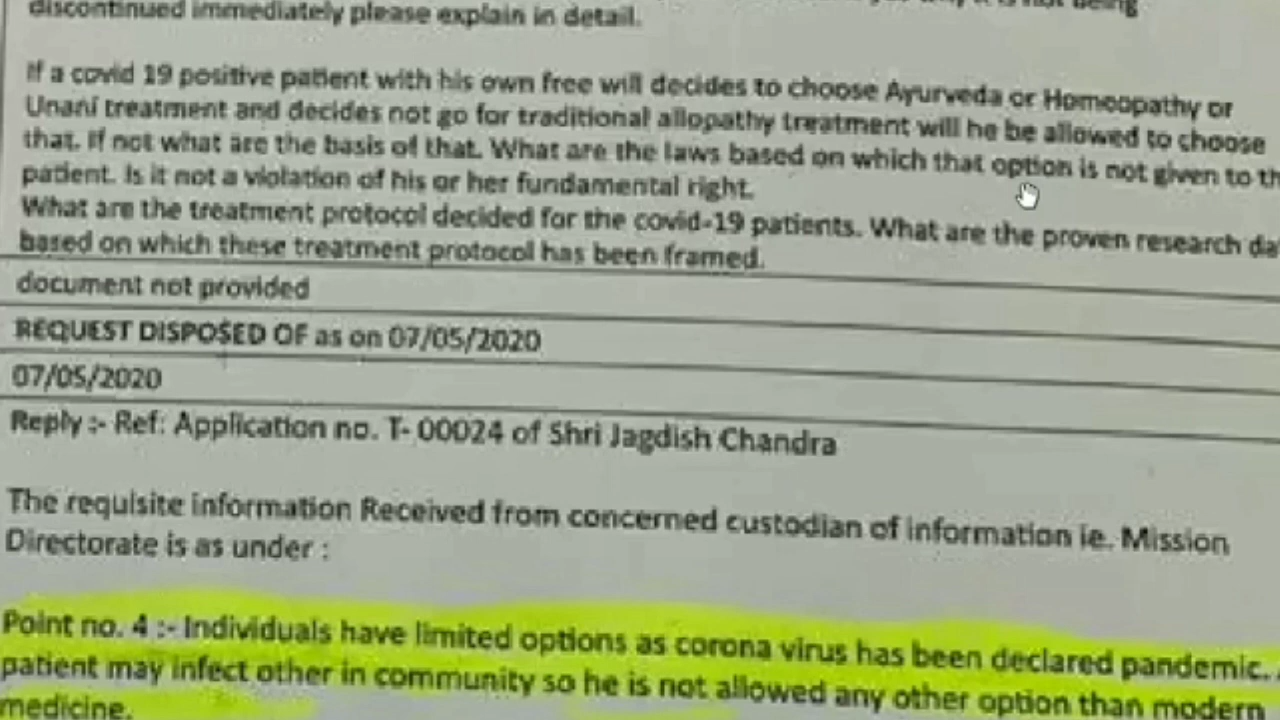 discontinued immediately please explain in detail. it is not being
If a covid 19 positive patient with his own free will decides to choose Ayurveda or Homeopathy or
Unani treatment and decides not go for traditional allopathy treatment will he be allowed to choose
that. If not what are the basis of that. What are the laws based on which that option is not given to th
patient. Is it not a violation of his or her fundamental right.
What are the treatment protocol decided for the covid-19 patients. What are the proven research da
based on which these treatment protocol has been framed.
document not provided
REQUEST DISPOSED OF as on 07/05/2020
07/05/2020
Reply :- Ref: Application no. T- 00024 of Shri Jagdish Chandra
The requisite information Received from concerned custodian of information ie. Mission
Directorate is as under :
Point no. 4 :- Individuals have limited options as corona virus has been declared pandemic.
patient may infect other in community so he is not allowed any other option than modern
medicine.